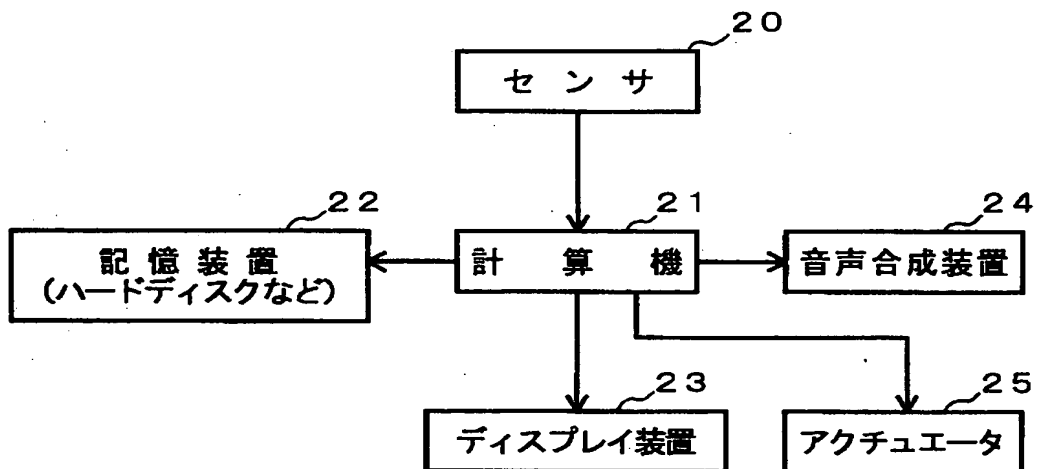 20
センサ
22
21
24
記憶装置
(ハードディスクなど)
計算機
音声合成装置
23
25
ディスプレイ装置
アクチュエータ